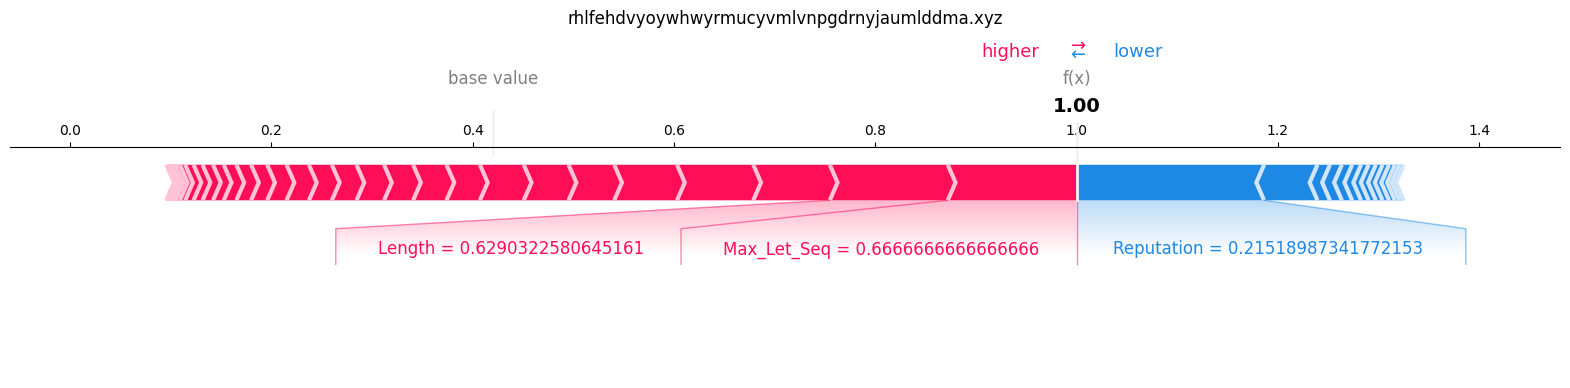 rhlfehdvyoywhwyrmucyvmlvnpgdrnyjaumlddma.xyz
higher ⇄ lower
base value f(x)
1.00
0.0 0.2 0.4 0.6 0.8 1.0 1.2 1.4
Length = 0.6290322580645161 Max_Let_Seq = 0.6666666666666666 Reputation = 0.21518987341772153